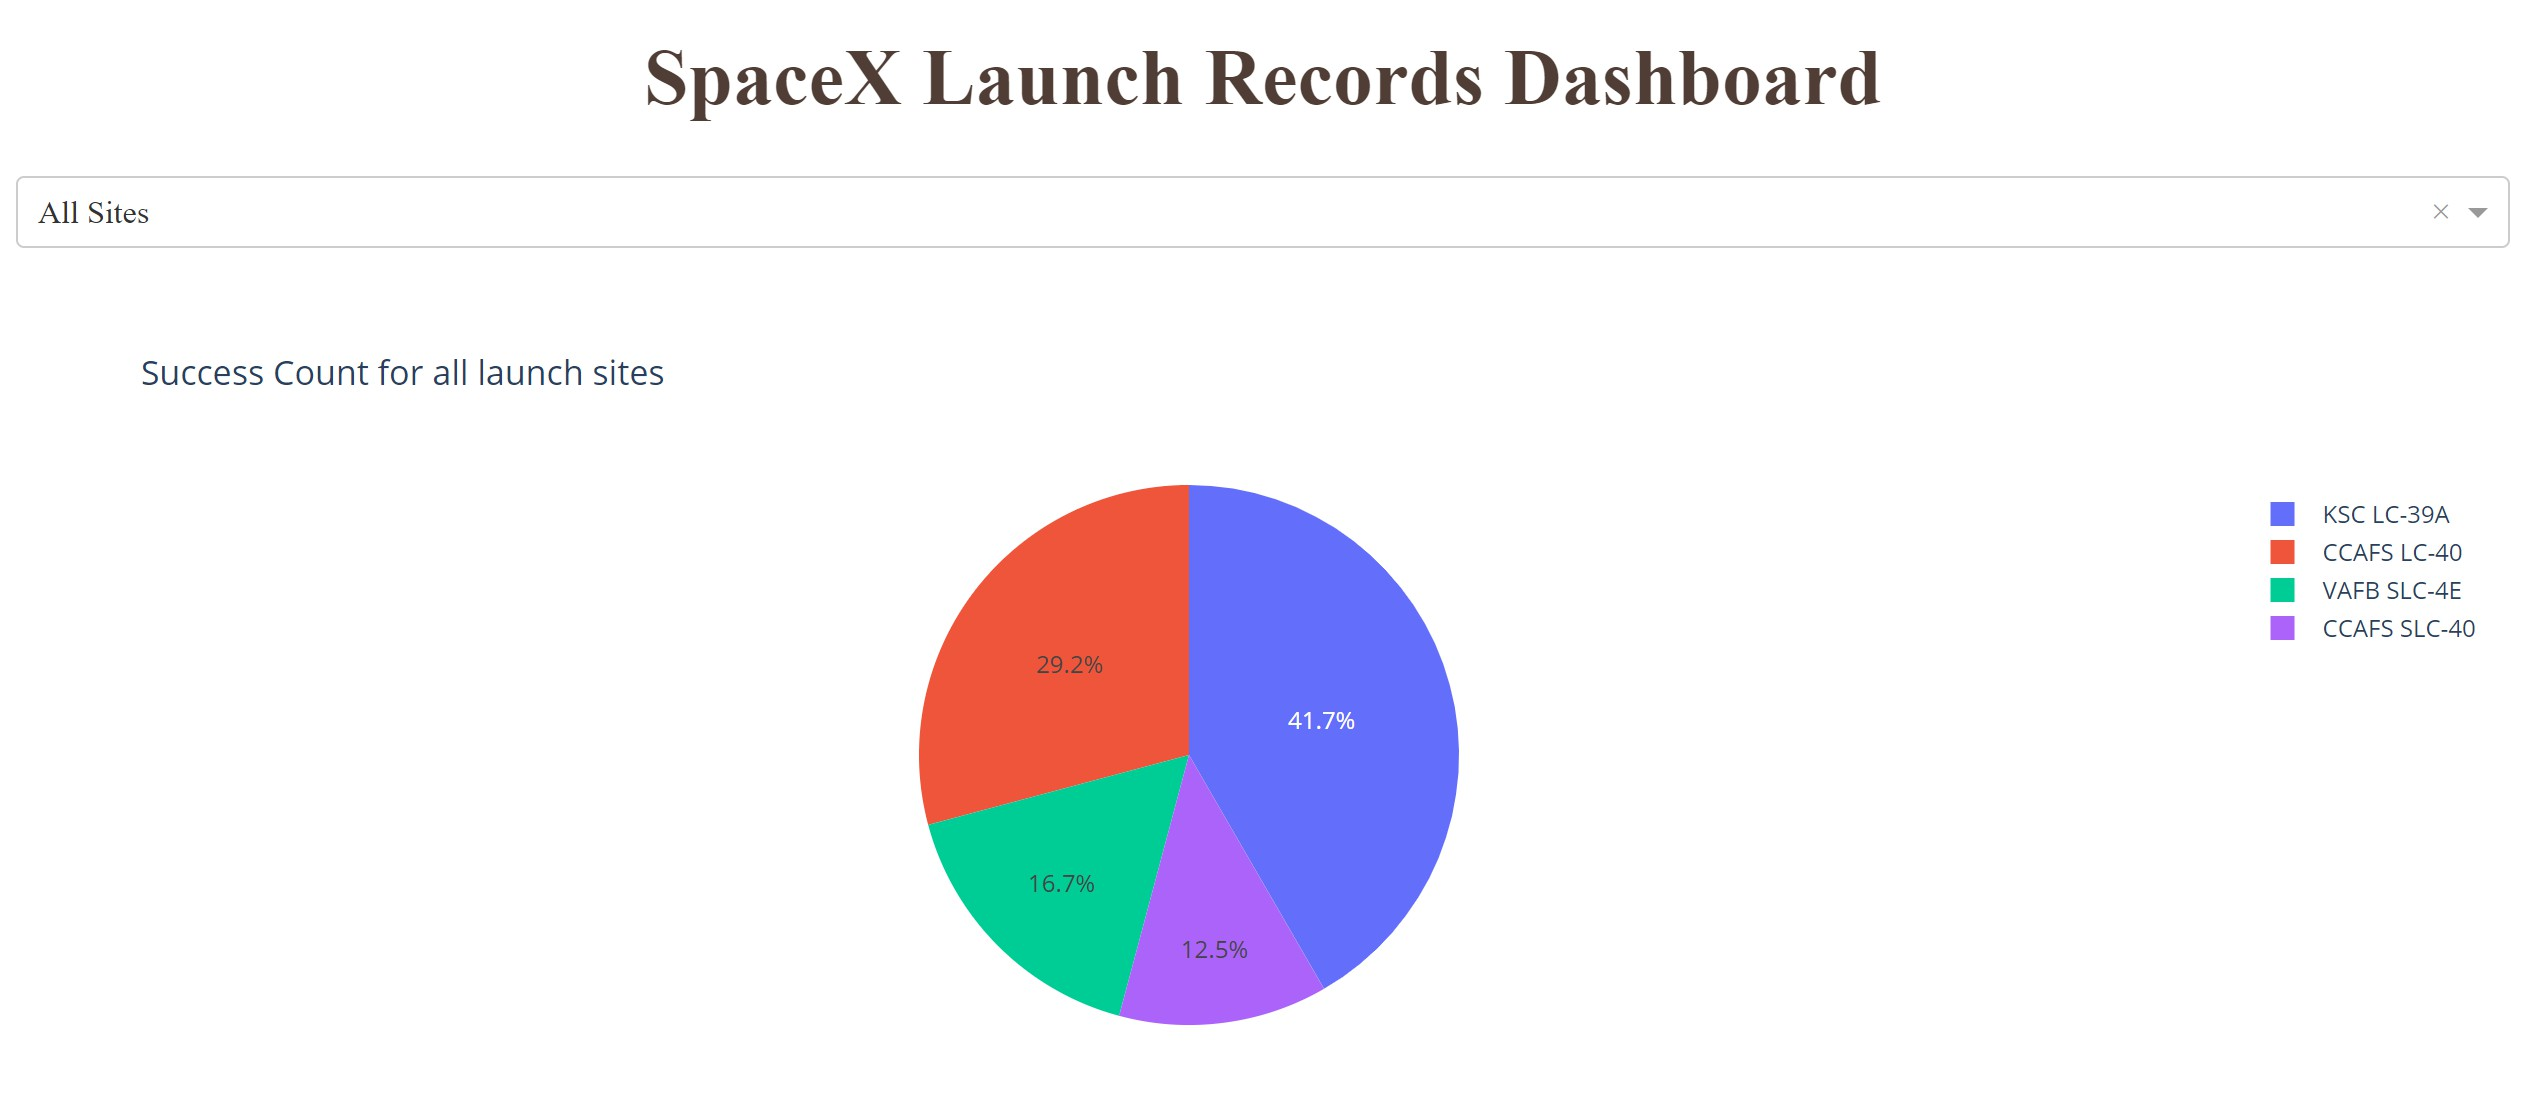 SpaceX Launch Records Dashboard
All Sites
Success Count for all launch sites
KSC LC-39A
CCAFS LC-40
VAFB SLC-4E
CCAFS SLC-40
29.2%
41.7%
16.7%
12.5%